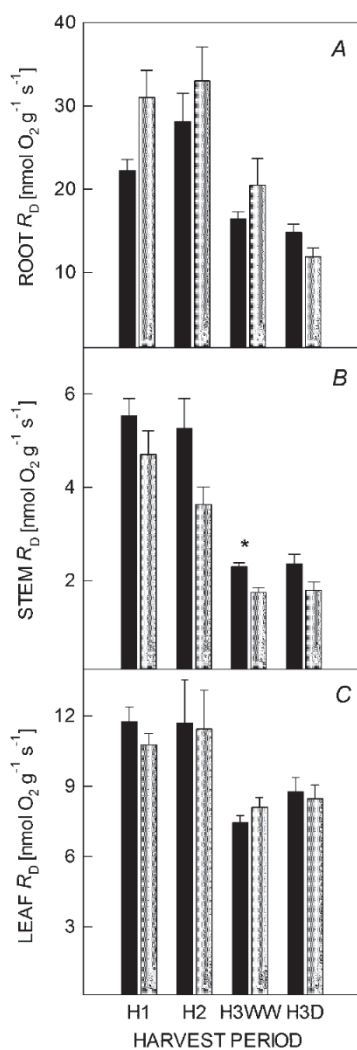 A
40
30
20
10
ROOT R_D [nmol O₂ g⁻¹ s⁻¹]
B
6
4
2
*
STEM R_D [nmol O₂ g⁻¹ s⁻¹]
C
12
9
6
3
LEAF R_D [nmol O₂ g⁻¹ s⁻¹]
H1 H2 H3WW H3D
HARVEST PERIOD